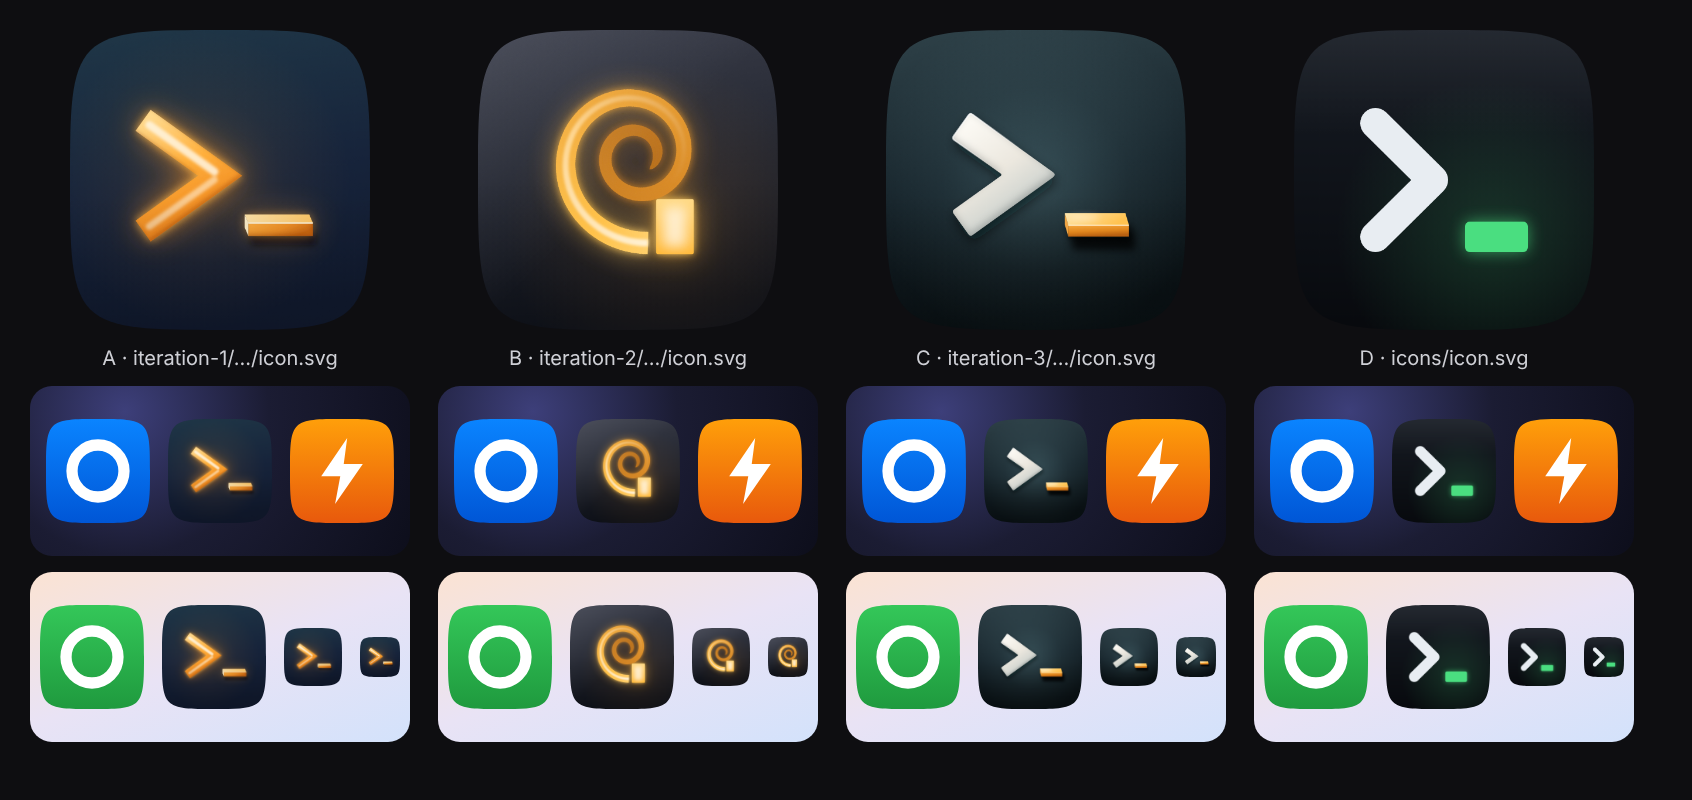 A · iteration-1/.../icon.svg
B · iteration-2/.../icon.svg
C · iteration-3/.../icon.svg
D · icons/icon.svg